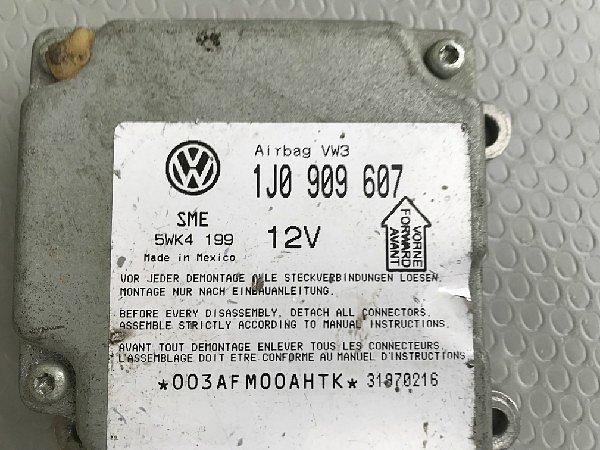 Airbag VW3
1J0 909 607
SME
5WK4 199
12V
Made in Mexico
VORNE
FORWARD
AVANT
VOR JEDER DEMONTAGE ALLE STECKVERBINDUNGEN LOESEN,
MONTAGE NUR NACH EINBAUANLEITUNG.
BEFORE EVERY DISASSEMBLY, DETACH ALL CONNECTORS.
ASSEMBLE STRICTLY ACCORDING TO MANUAL INSTRUMENTS.
AVANT TOUT DEMONTAGE ENLEVER TOUS LES CONNECTEURS.
L'ASSEMBLAGE DOIT ETRE CONFORME AU MANUEL D'INSTRUCTIONS
*003AFM00AHTK* 31870216